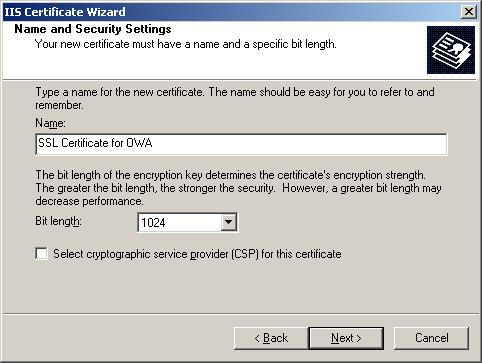 IIS Certificate Wizard
Name and Security Settings
Your new certificate must have a name and a specific bit length.
Type a name for the new certificate. The name should be easy for you to refer to and
remember.
Name:
SSL Certificate for OWA
The bit length of the encryption key determines the certificate's encryption strength.
The greater the bit length, the stronger the security. However, a greater bit length may
decrease performance.
Bit length: 1024
Select cryptographic service provider (CSP) for this certificate
< Back Next > Cancel